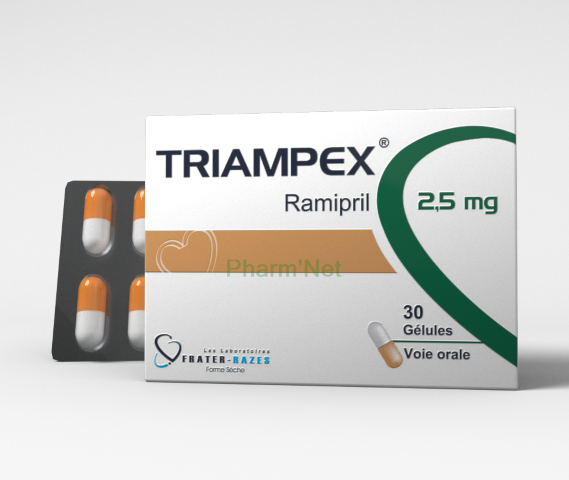 TRIAMPEX®
Ramipril
2,5 mg
Pharm'Net
30
Gélules
Voie orale
Les Laboratoires
FRATER-RAZES
Forme Sèche